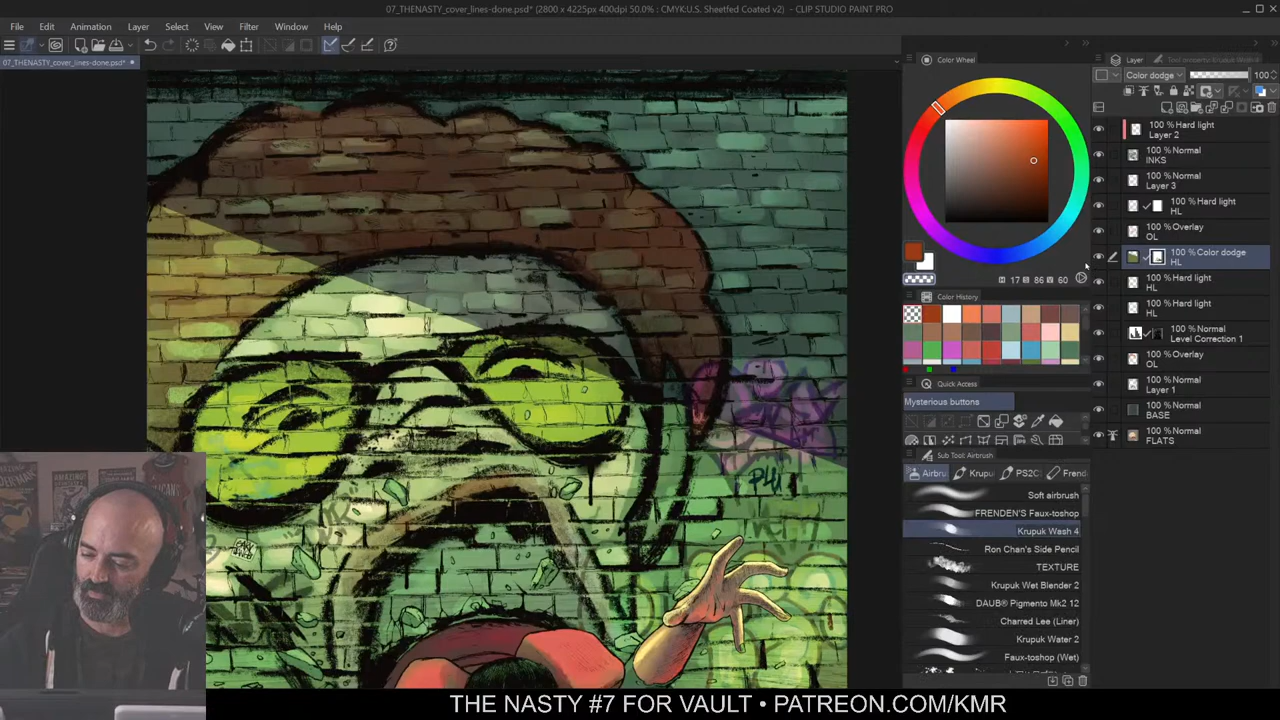 07_THENASTY_cover_lines-done.psd* (2800 x 4225px 400dpi 50.0% : CMYK:U.S. Sheetfed Coated v2) - CLIP STUDIO PAINT PRO
File Edit Animation Layer Select View Filter Window Help
07_THENASTY_cover_lines-done.psd*
Color Wheel
17 86 60
Color History
Quick Access
Mysterious buttons
Sub Tool Airbrush
Airbru Krupu PS2C Frend
Soft airbrush
FRENDEN'S Faux-toshop
Krupuk Wash 4
Ron Chan's Side Pencil
TEXTURE
Krupuk Wet Blender 2
DAUB® Pigmento Mk2 12
Charred Lee (Liner)
Krupuk Water 2
Faux-toshop (Wet)
Layer
Color dodge 100
100 % Hard light
Layer 2
100 % Normal
INKS
100 % Normal
Layer 3
100 % Hard light
HL
100 % Overlay
OL
100 % Color dodge
HL
100 % Hard light
HL
100 % Hard light
HL
100 % Normal
Level Correction 1
100 % Overlay
OL
100 % Normal
Layer 1
100 % Normal
BASE
100 % Normal
FLATS
THE NASTY #7 FOR VAULT • PATREON.COM/KMR